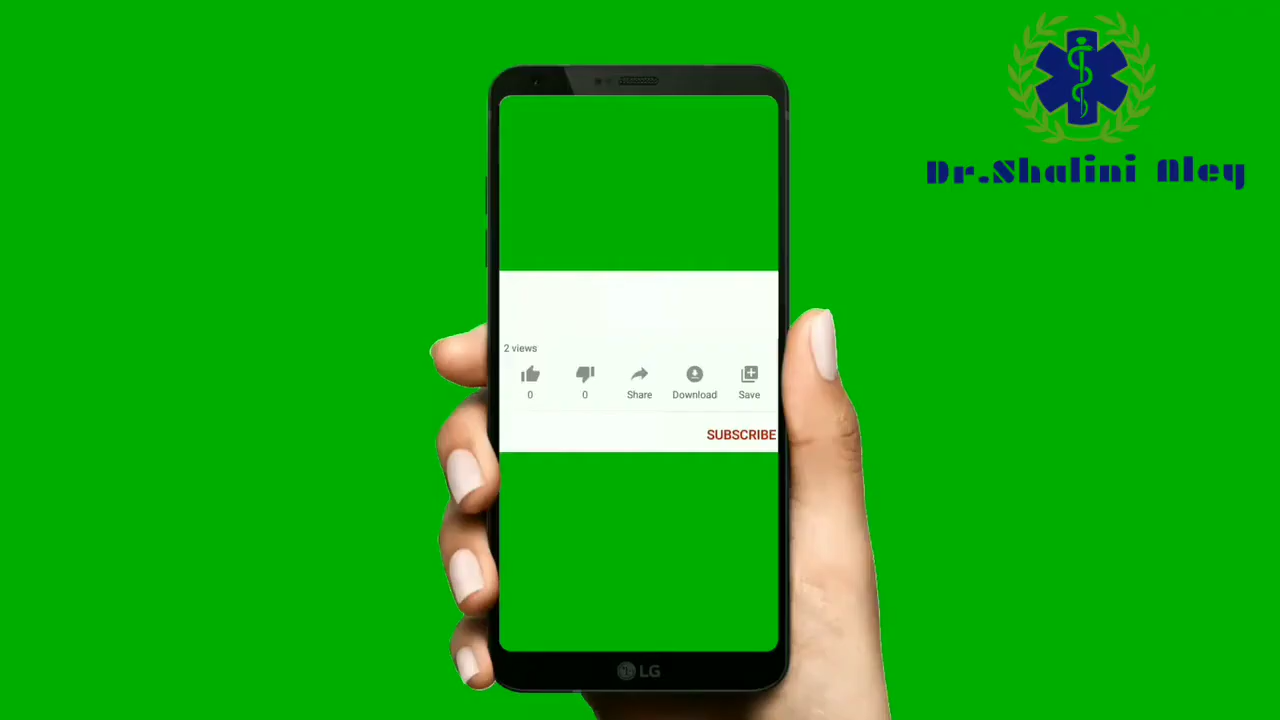 Dr.Shalini Aley
2 views
0 0 Share Download Save
SUBSCRIBE
LG